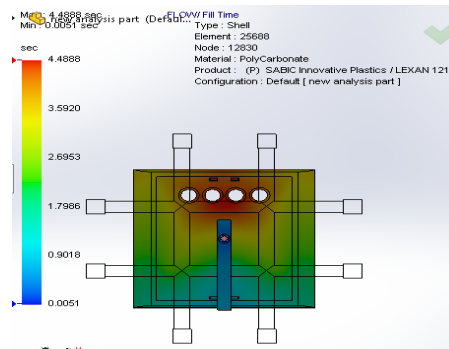 Max : 4.4888 sec
new analysis part (Defaul...
Min : 0.0051 sec
sec
4.4888
3.5920
2.6953
1.7986
0.9018
0.0051
FLOW/ Fill Time
Type : Shell
Element : 25688
Node : 12830
Material : PolyCarbonate
Product : (P) SABIC Innovative Plastics / LEXAN 121
Configuration : Default [ new analysis part ]